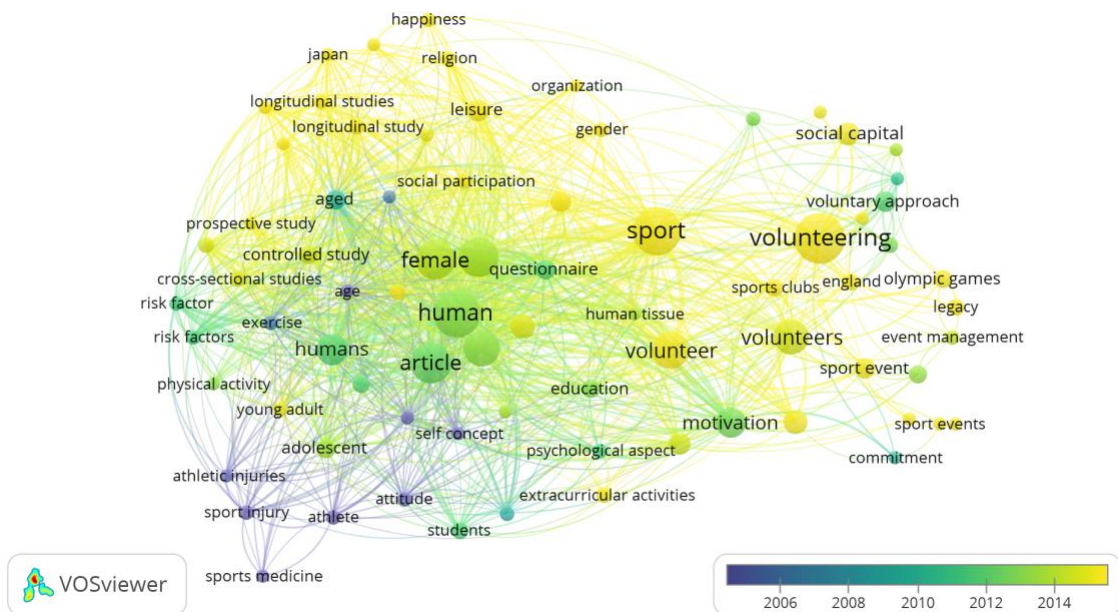 happiness
japan
religion
organization
longitudinal studies
leisure
longitudinal study
gender
social capital
social participation
aged
voluntary approach
prospective study
sport
volunteering
controlled study
female
questionnaire
cross-sectional studies
age
sports clubs
england
olympic games
risk factor
human
human tissue
legacy
exercise
risk factors
volunteers
event management
humans
article
volunteer
sport event
physical activity
education
young adult
motivation
sport events
self concept
adolescent
psychological aspect
commitment
athletic injuries
attitude
extracurricular activities
sport injury
athlete
students
sports medicine
VOSviewer
2006 2008 2010 2012 2014